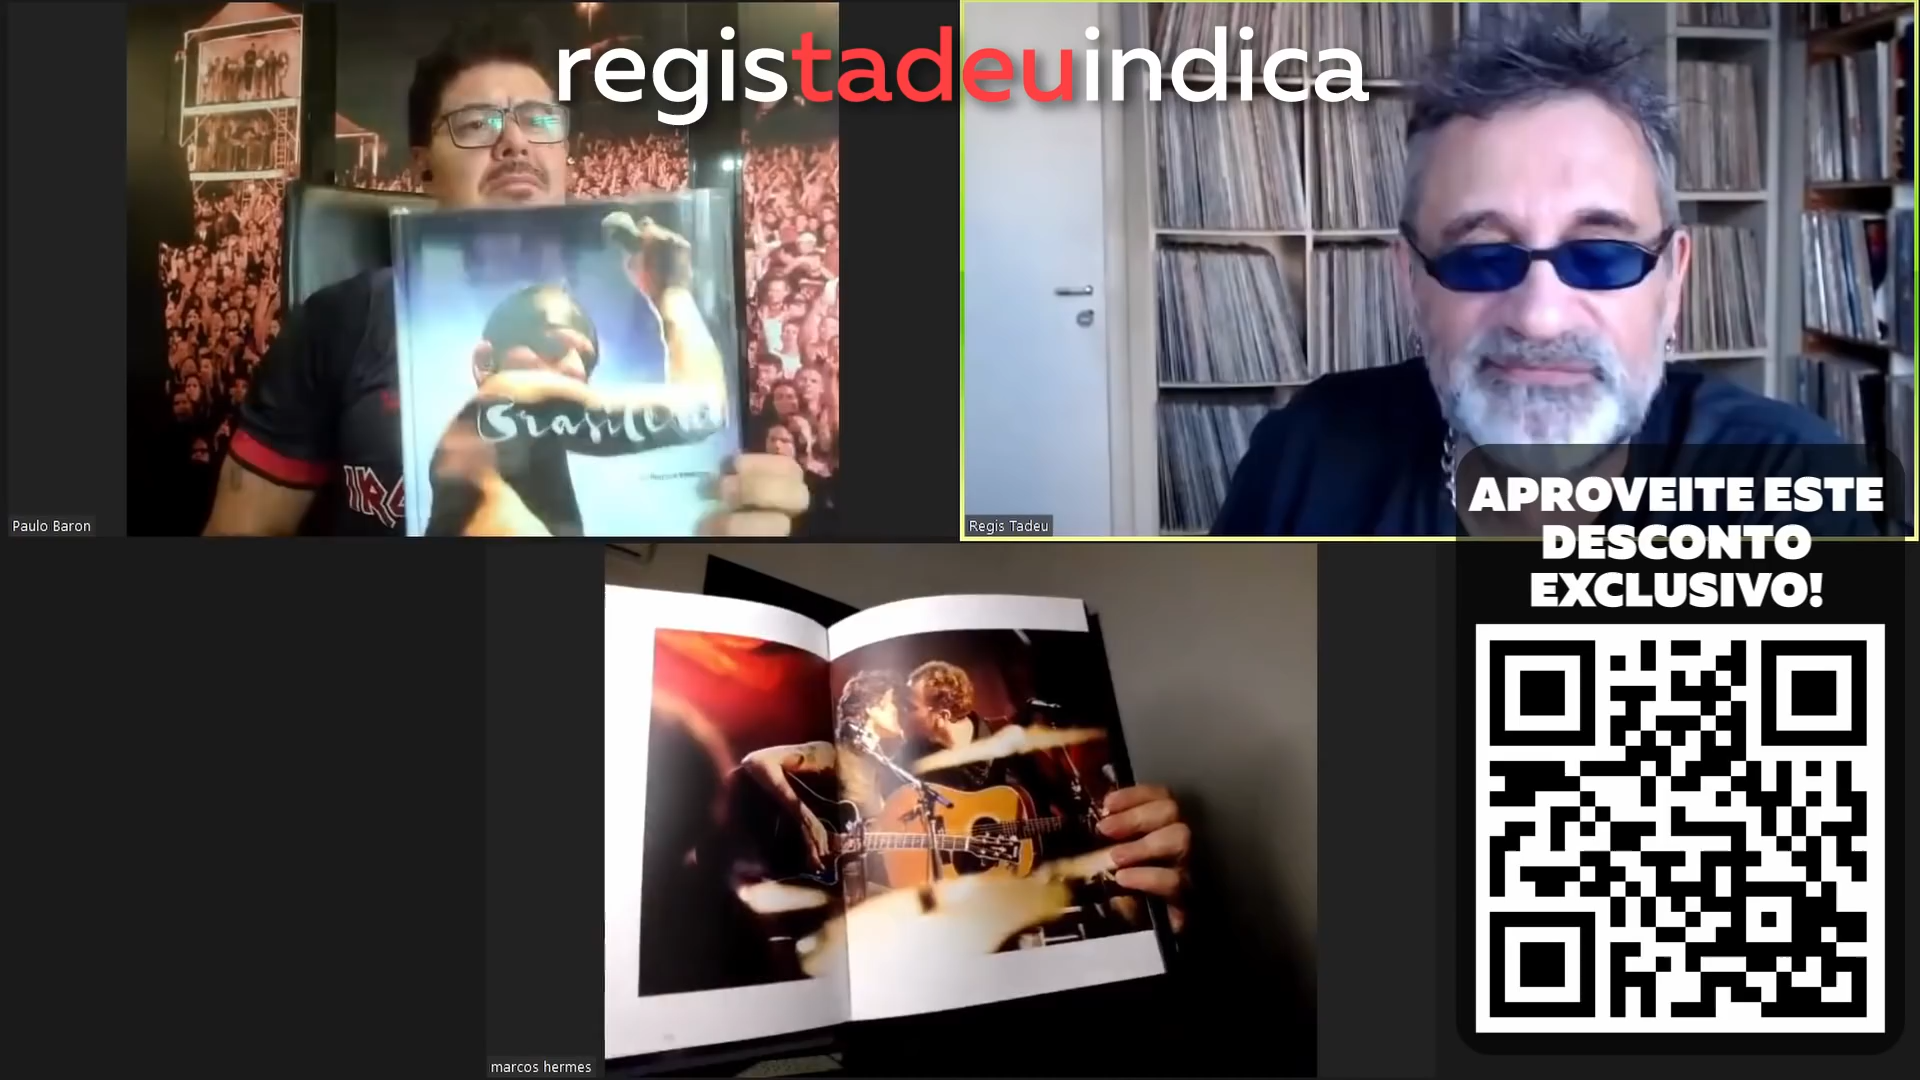 registadeuindica
Paulo Baron
Regis Tadeu
APROVEITE ESTE
DESCONTO
EXCLUSIVO!
marcos hermes